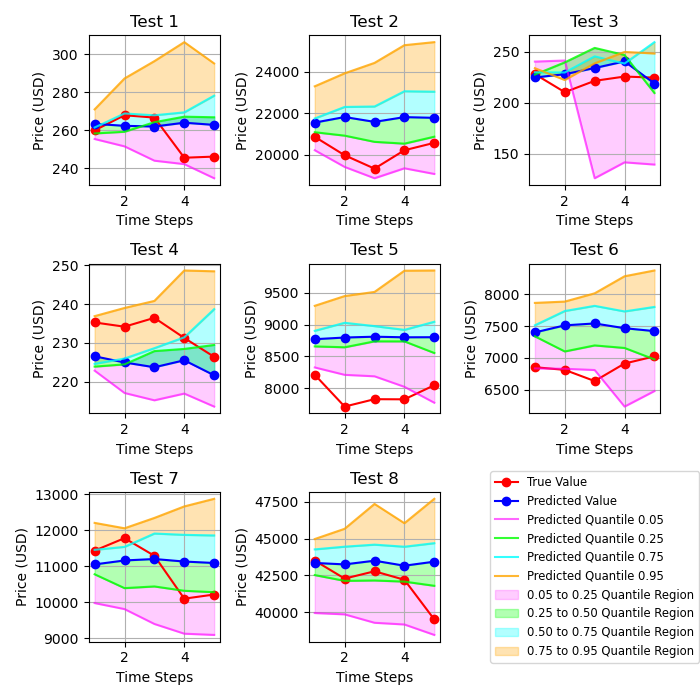 Test 1
Price (USD)
300
280
260
240
2
4
Time Steps
Test 2
Price (USD)
24000
22000
20000
2
4
Time Steps
Test 3
Price (USD)
250
200
150
2
4
Time Steps
Test 4
Price (USD)
250
240
230
220
2
4
Time Steps
Test 5
Price (USD)
9500
9000
8500
8000
2
4
Time Steps
Test 6
Price (USD)
8000
7500
7000
6500
2
4
Time Steps
Test 7
Price (USD)
13000
12000
11000
10000
9000
2
4
Time Steps
Test 8
Price (USD)
47500
45000
42500
40000
2
4
Time Steps
True Value
Predicted Value
Predicted Quantile 0.05
Predicted Quantile 0.25
Predicted Quantile 0.75
Predicted Quantile 0.95
0.05 to 0.25 Quantile Region
0.25 to 0.50 Quantile Region
0.50 to 0.75 Quantile Region
0.75 to 0.95 Quantile Region